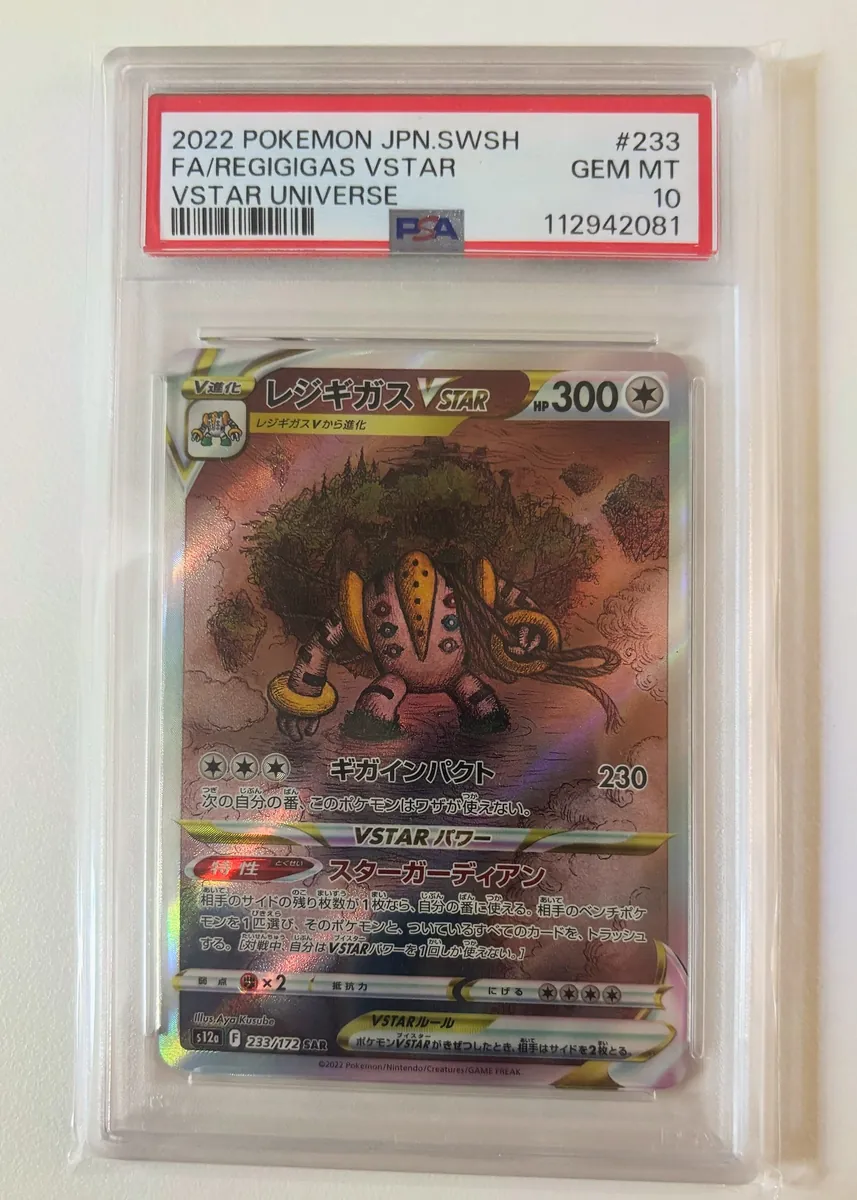 2022 POKEMON JPN.SWSH #233
FA/REGIGIGAS VSTAR GEM MT
VSTAR UNIVERSE 10
PSA 112942081
V進化 レジギガス VSTAR HP 300
レジギガスVから進化
ギガインパクト 230
次の自分の番、このポケモンはワザが使えない。
VSTARパワー
特性 スターガーディアン
相手のサイドの残り枚数が1枚なら、自分の番に使える。相手のベンチポケ
モンを1匹選び、そのポケモンと、ついているすべてのカードを、トラッシュ
する。[対戦中、自分はVSTARパワーを1回しか使えない。]
弱点 ×2 抵抗力 にげる
Illus. Aya Kusube VSTARルール
s12a F 233/172 SAR ポケモンVSTARがきぜつしたとき、相手はサイドを2枚とる。
©2022 Pokémon/Nintendo/Creatures/GAME FREAK